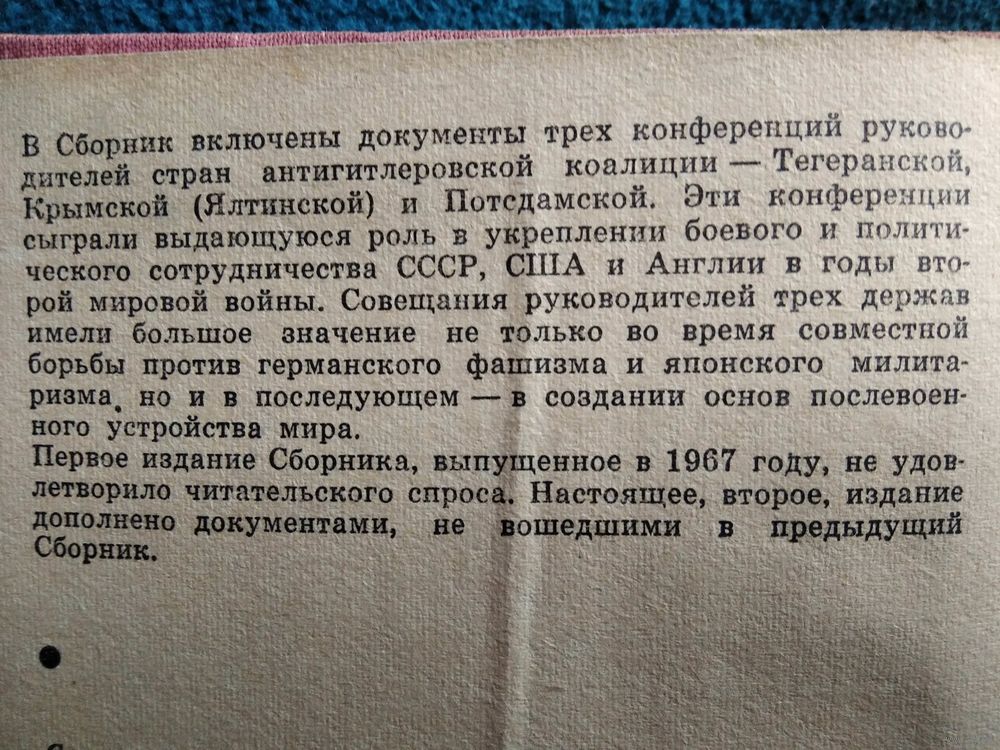 В Сборник включены документы трех конференций руково-
дителей стран антигитлеровской коалиции — Тегеранской,
Крымской (Ялтинской) и Потсдамской. Эти конференции
сыграли выдающуюся роль в укреплении боевого и полити-
ческого сотрудничества СССР, США и Англии в годы вто-
рой мировой войны. Совещания руководителей трех держав
имели большое значение не только во время совместной
борьбы против германского фашизма и японского милита-
ризма, но и в последующем — в создании основ послевоен-
ного устройства мира.
Первое издание Сборника, выпущенное в 1967 году, не удов-
летворило читательского спроса. Настоящее, второе, издание
дополнено документами, не вошедшими в предыдущий
Сборник.